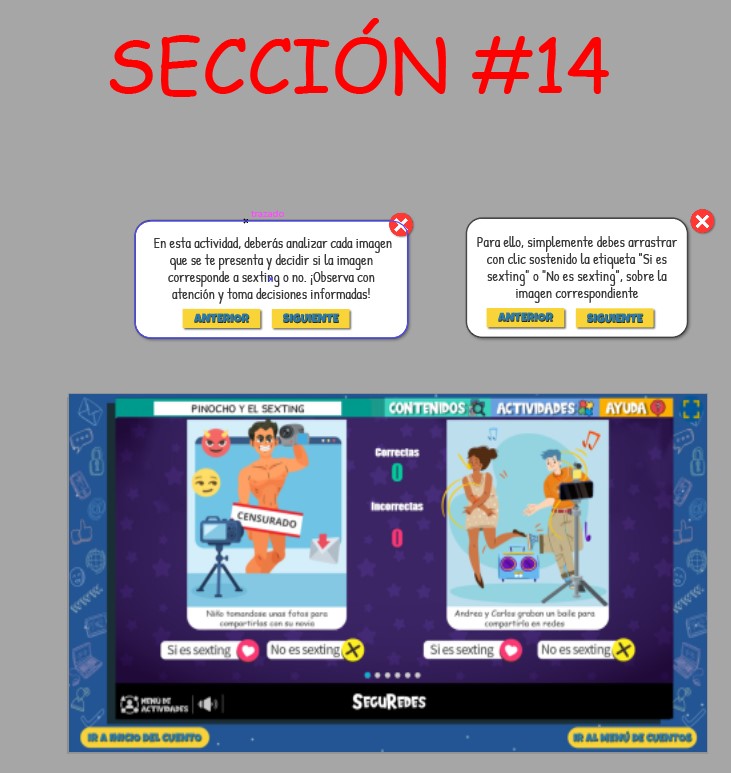 SECCIÓN #14
trazado
En esta actividad, deberás analizar cada imagen
que se te presenta y decidir si la imagen
corresponde a sexting o no. ¡Observa con
atención y toma decisiones informadas!
ANTERIOR SIGUIENTE
Para ello, simplemente debes arrastrar
con clic sostenido la etiqueta "Si es
sexting" o "No es sexting", sobre la
imagen correspondiente
ANTERIOR SIGUIENTE
PINOCHO Y EL SEXTING CONTENIDOS ACTIVIDADES AYUDA
Correctas
0
Incorrectas
0
CENSURADO
Niño tomandose unas fotos para
compartirlas con su novia
Andrea y Carlos graban un baile para
compartirlo en redes
Si es sexting No es sexting Si es sexting No es sexting
MENÚ DE
ACTIVIDADES
SEGUREDES
IR A INICIO DEL CUENTO IR AL MENÚ DE CUENTOS